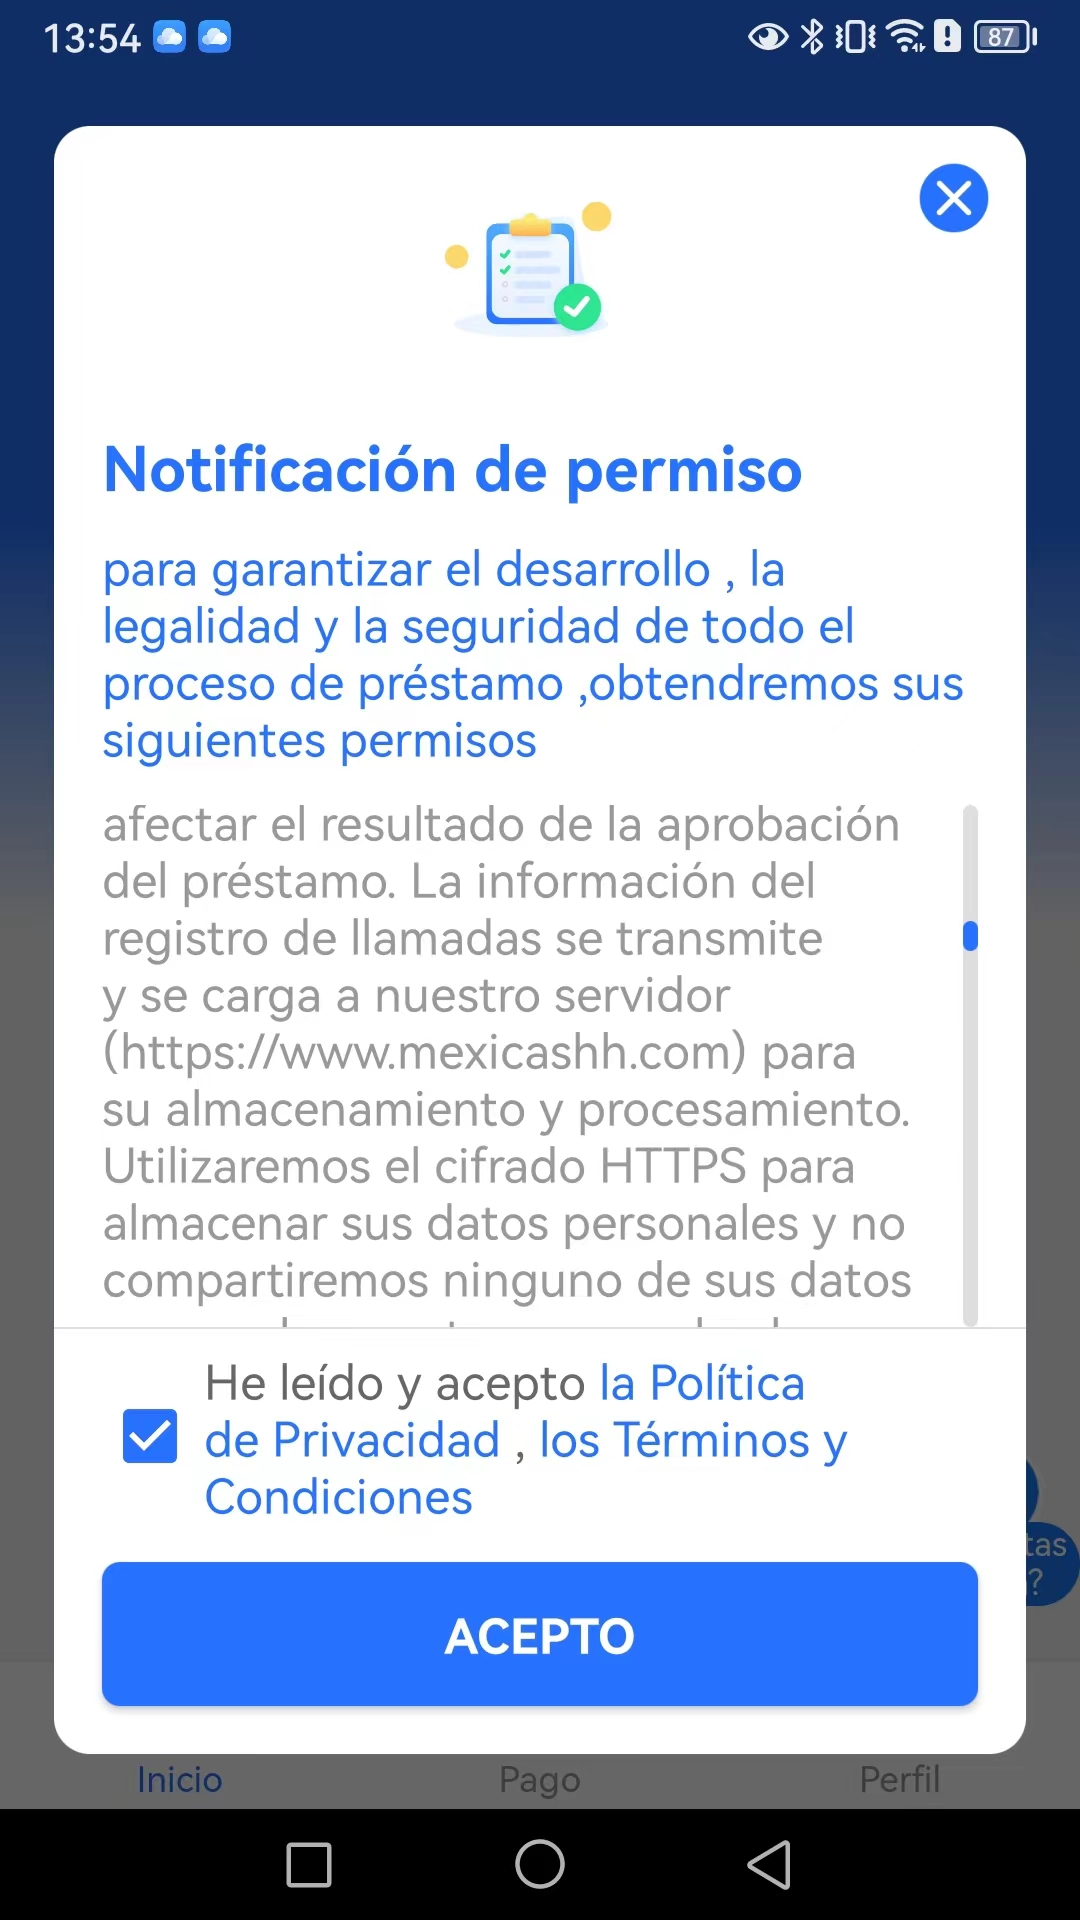 13:54
87
Notificación de permiso
para garantizar el desarrollo , la
legalidad y la seguridad de todo el
proceso de préstamo ,obtendremos sus
siguientes permisos
afectar el resultado de la aprobación
del préstamo. La información del
registro de llamadas se transmite
y se carga a nuestro servidor
(https://www.mexicashh.com) para
su almacenamiento y procesamiento.
Utilizaremos el cifrado HTTPS para
almacenar sus datos personales y no
compartiremos ninguno de sus datos
He leído y acepto la Política
de Privacidad , los Términos y
Condiciones
tas
?
ACEPTO
Inicio
Pago
Perfil